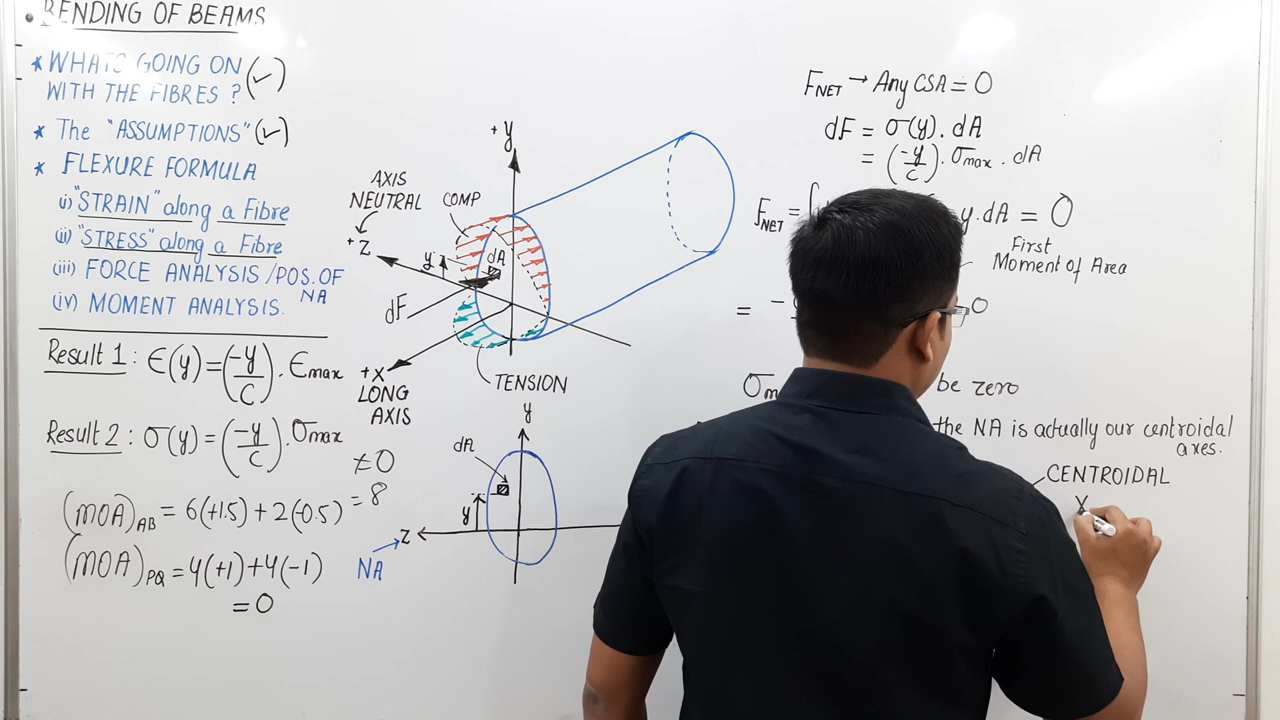 • BENDING OF BEAMS
* WHATS GOING ON
WITH THE FIBRES ? (✓)
* The "ASSUMPTIONS" (✓)
* FLEXURE FORMULA
i) "STRAIN" along a Fibre
ii) "STRESS" along a Fibre
(iii) FORCE ANALYSIS / POS. OF
NA
(iv) MOMENT ANALYSIS.
Result 1 : ϵ(y) = (-y/C) . ϵmax
Result 2 : σ(y) = (-y/C) . σmax
≠ 0
(MOA)AB = 6(+1.5) + 2(-0.5) = 8
(MOA)PQ = 4(+1) + 4(-1)
= 0
+y
AXIS
NEUTRAL
COMP
+z
y
dA
dF
+X
LONG
AXIS
TENSION
y
dA
y
z
NA
FNET → Any CSA = 0
dF = σ(y). dA
= (-y/C) . σmax . dA
FNET = ∫
y.dA = 0
First
Moment of Area
= -
0
σm
be zero
the NA is actually our centroidal
axes.
CENTROIDAL